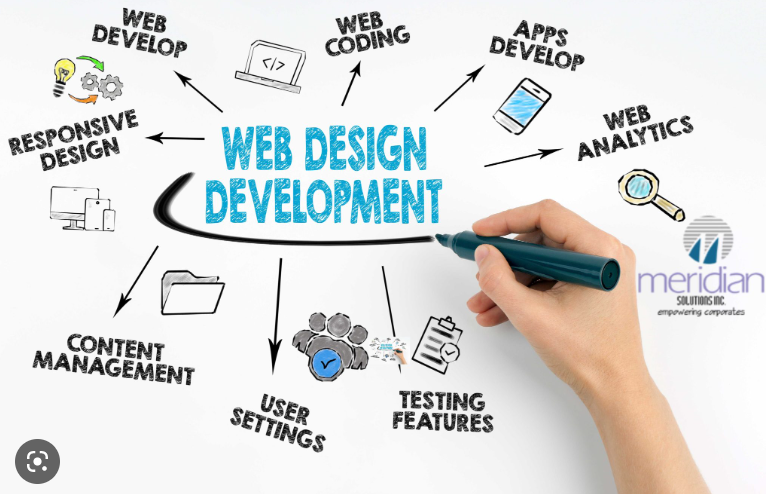 WEB
DEVELOP
WEB
CODING
APPS
DEVELOP
</>
RESPONSIVE
DESIGN
WEB DESIGN
DEVELOPMENT
WEB
ANALYTICS
meridian
SOLUTIONS INC.
empowering corporates
CONTENT
MANAGEMENT
USER
SETTINGS
TESTING
FEATURES